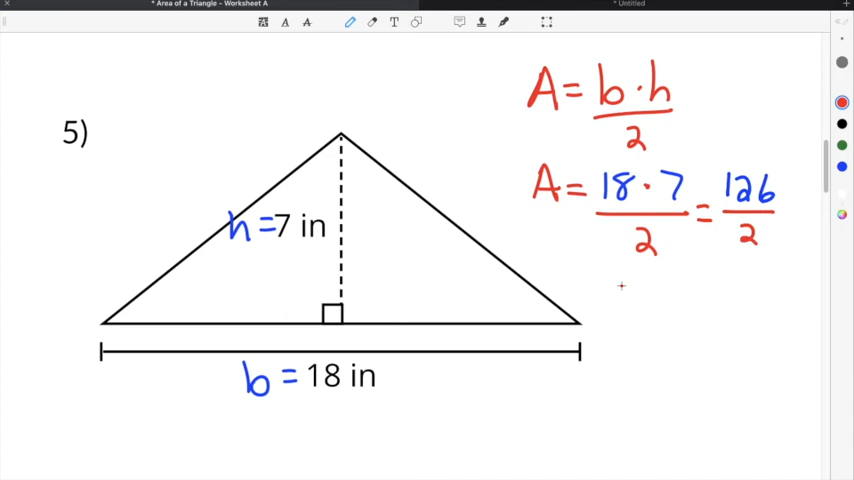 * Area of a Triangle - Worksheet A
* Untitled
5)
A = b · h / 2
A = 18 · 7 / 2 = 126 / 2
h = 7 in
b = 18 in